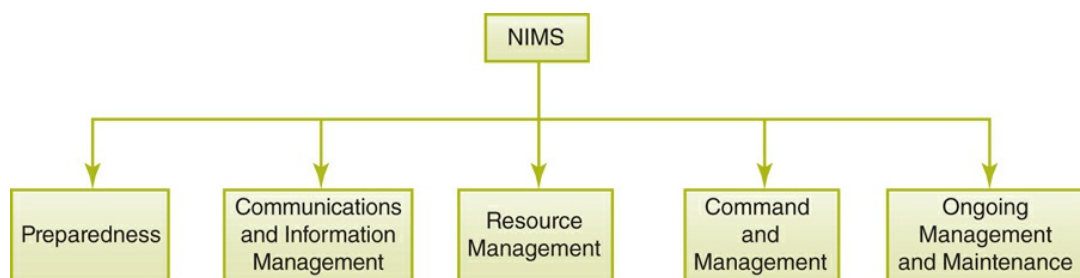 NIMS
Preparedness
Communications
and Information
Management
Resource
Management
Command
and
Management
Ongoing
Management
and Maintenance